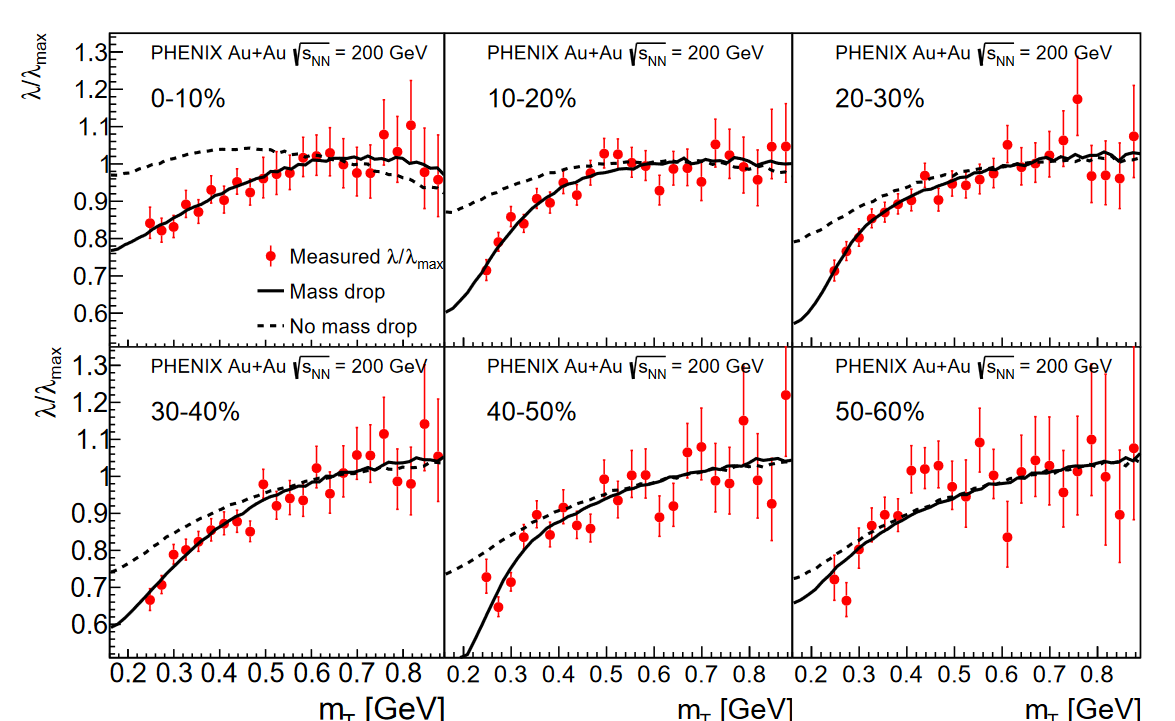 PHENIX Au+Au √sNN = 200 GeV
0-10%
PHENIX Au+Au √sNN = 200 GeV
10-20%
PHENIX Au+Au √sNN = 200 GeV
20-30%
λ/λmax
1.3
1.2
1.1
1
0.9
0.8
0.7
0.6
Measured λ/λmax
Mass drop
No mass drop
PHENIX Au+Au √sNN = 200 GeV
30-40%
PHENIX Au+Au √sNN = 200 GeV
40-50%
PHENIX Au+Au √sNN = 200 GeV
50-60%
λ/λmax
1.3
1.2
1.1
1
0.9
0.8
0.7
0.6
0.2 0.3 0.4 0.5 0.6 0.7 0.8
0.2 0.3 0.4 0.5 0.6 0.7 0.8
0.2 0.3 0.4 0.5 0.6 0.7 0.8
mT [GeV]
mT [GeV]
mT [GeV]